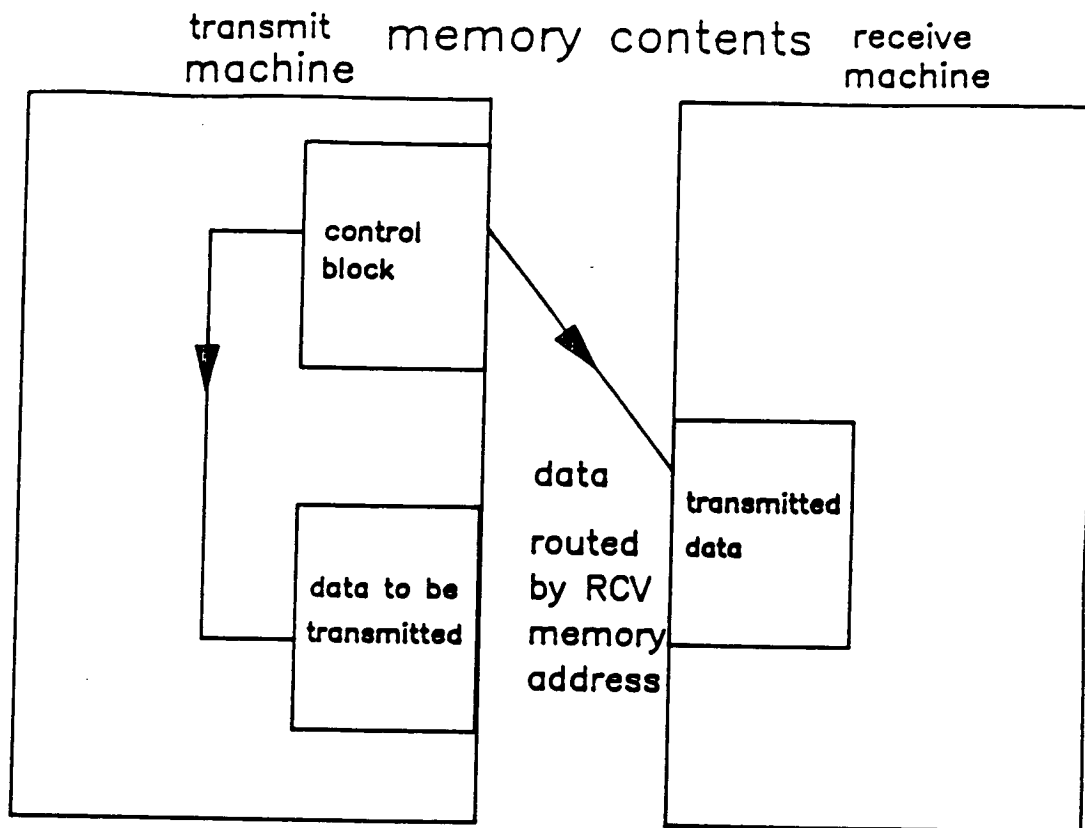 transmit
machine
memory contents
receive
machine
control
block
data to be
transmitted
data
routed
by RCV
memory
address
transmitted
data